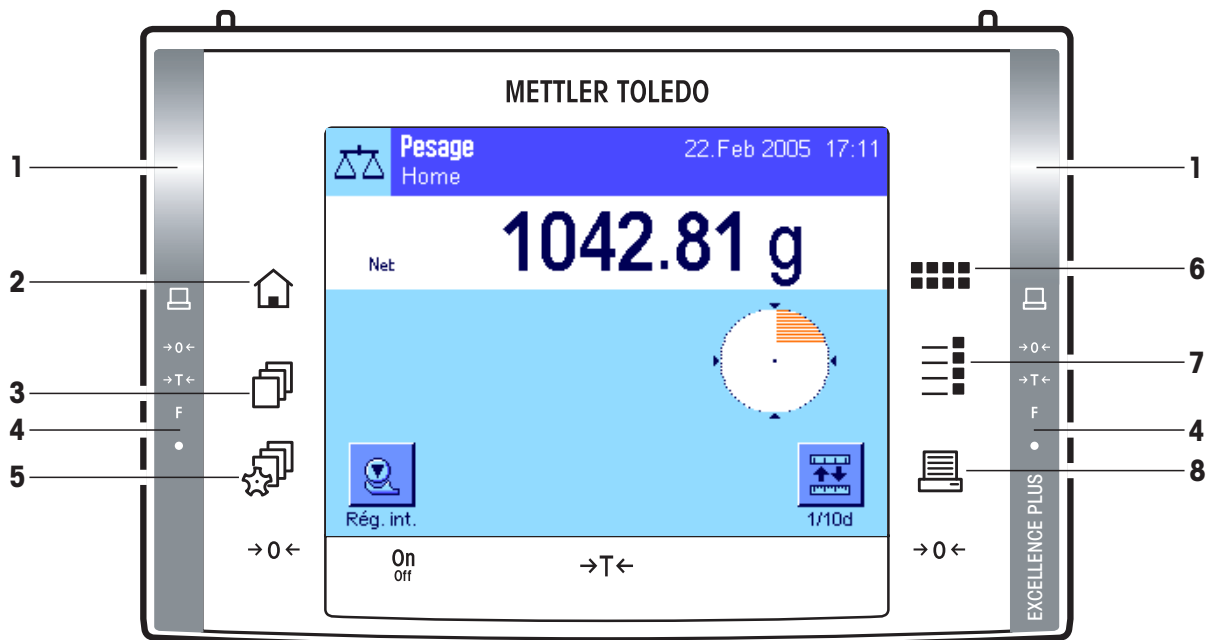 METTLER TOLEDO
Pesage
22.Feb 2005 17:11
Home
1
1
Net
1042.81 g
2
6
→0←
→0←
3
→T←
→T←
7
4
F
F
4
5
8
Rég. int.
1/10d
→0←
On
Off
→T←
→0←
EXCELLENCE PLUS